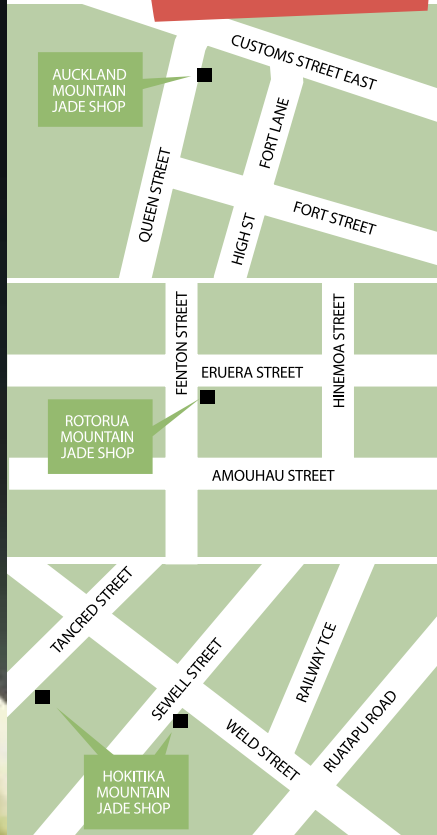 CUSTOMS STREET EAST
AUCKLAND
MOUNTAIN
JADE SHOP
FORT LANE
QUEEN STREET
FORT STREET
HIGH ST
FENTON STREET
HINEMOA STREET
ERUERA STREET
ROTORUA
MOUNTAIN
JADE SHOP
AMOUHAU STREET
TANCRED STREET
SEWELL STREET
RAILWAY TCE
RUATAPU ROAD
WELD STREET
HOKITIKA
MOUNTAIN
JADE SHOP